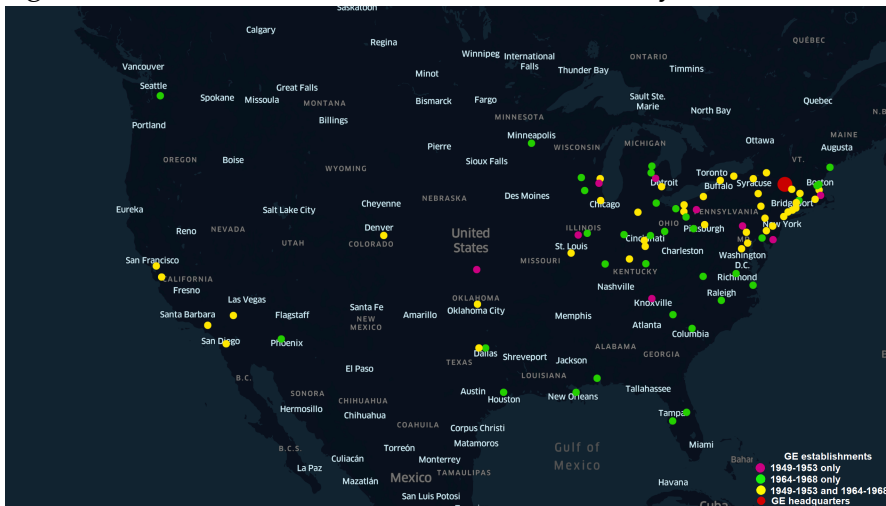 Saskatoon
Calgary
Regina
QUÉBEC
Winnipeg
International
Falls
ONTARIO
Vancouver
Minot
Thunder Bay
Timmins
Seattle
Great Falls
Spokane
Missoula
MONTANA
Bismarck
Fargo
Sault Ste.
Marie
North Bay
Quebec
N.B
Portland
Billings
MINNESOTA
Minneapolis
MAINE
Augusta
Ottawa
Pierre
WISCONSIN
MICHIGAN
VT.
OREGON
Boise
WYOMING
Sioux Falls
Toronto
Buffalo
Syracuse
Boston
Detroit
Cheyenne
NEBRASKA
Des Moines
Chicago
Bridgeport
Eureka
Salt Lake City
PENNSYLVANIA
New York
Reno
NEVADA
Denver
COLORADO
United
States
ILLINOIS
OHIO
Pittsburgh
UTAH
St. Louis
Cincinnati
MD.
MISSOURI
Charleston
Washington
D.C.
San Francisco
CALIFORNIA
Fresno
KENTUCKY
Richmond
Nashville
Raleigh
Las Vegas
OKLAHOMA
Knoxville
Santa Barbara
Flagstaff
Santa Fe
Amarillo
Oklahoma City
Memphis
Atlanta
NEW
MEXICO
Columbia
San Diego
Phoenix
ALABAMA
GEORGIA
Dallas
Shreveport
Jackson
TEXAS
El Paso
LOUISIANA
B.C.
SONORA
Austin
Houston
New Orleans
Tallahassee
CHIHUAHUA
Hermosillo
Chihuahua
Tampa
COAHUILA
Corpus Christi
Matamoros
Miami
B.C.S.
Torreón
Gulf of
Mexico
Culiacán
Monterrey
Bahar
La Paz
Mexico
TAMAULIPAS
Mazatlán
Havana
San Luis Potosi
Cuba
GE establishments
1949-1953 only
1964-1968 only
1949-1953 and 1964-1968
GE headquarters